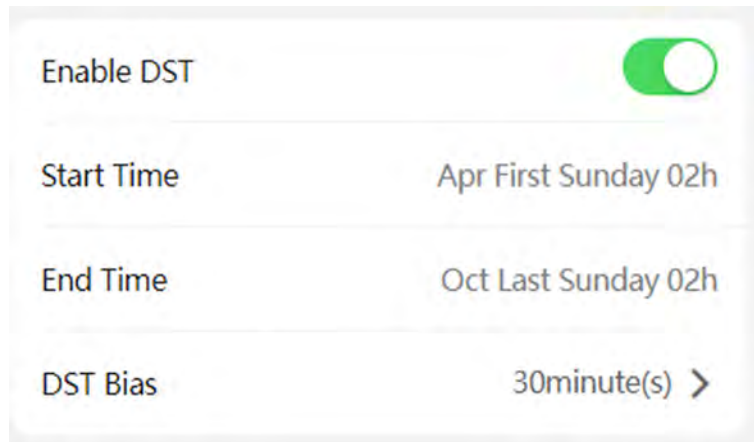 Enable DST
Start Time Apr First Sunday 02h
End Time Oct Last Sunday 02h
DST Bias 30minute(s)